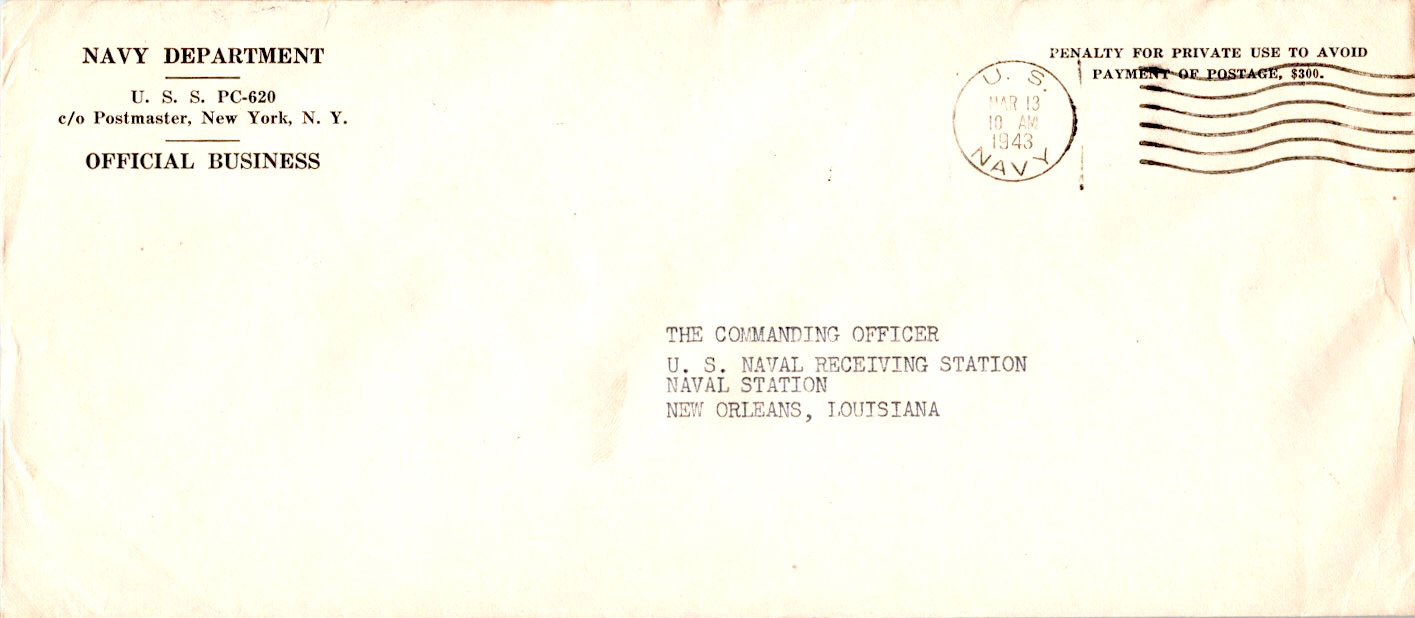 NAVY DEPARTMENT
U. S. S. PC-620
c/o Postmaster, New York, N. Y.
OFFICIAL BUSINESS
PENALTY FOR PRIVATE USE TO AVOID
PAYMENT OF POSTAGE, $300.
U. S.
MAR 13
10 AM
1943
NAVY
THE COMMANDING OFFICER
U. S. NAVAL RECEIVING STATION
NAVAL STATION
NEW ORLEANS, LOUISIANA